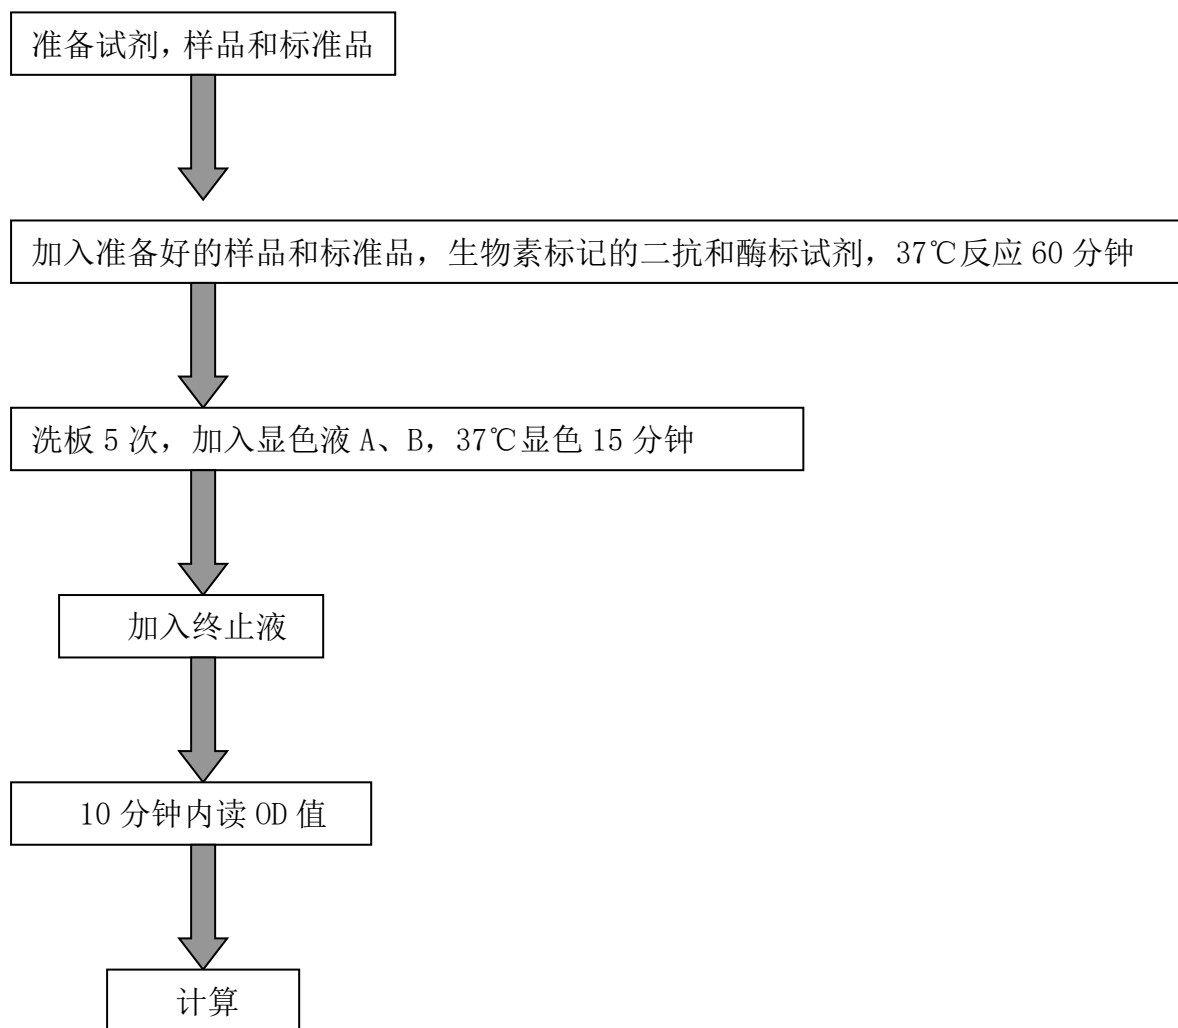 准备试剂，样品和标准品
加入准备好的样品和标准品，生物素标记的二抗和酶标试剂，37℃反应 60 分钟
洗板 5 次，加入显色液 A、B，37℃显色 15 分钟
加入终止液
10 分钟内读 OD 值
计算